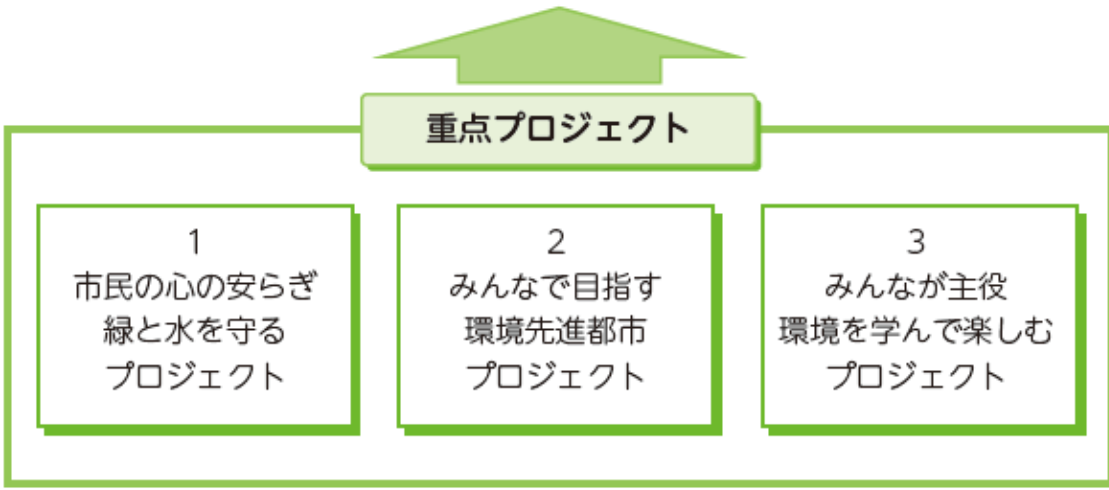 重点プロジェクト
1
市民の心の安らぎ
緑と水を守る
プロジェクト
2
みんなで目指す
環境先進都市
プロジェクト
3
みんなが主役
環境を学んで楽しむ
プロジェクト